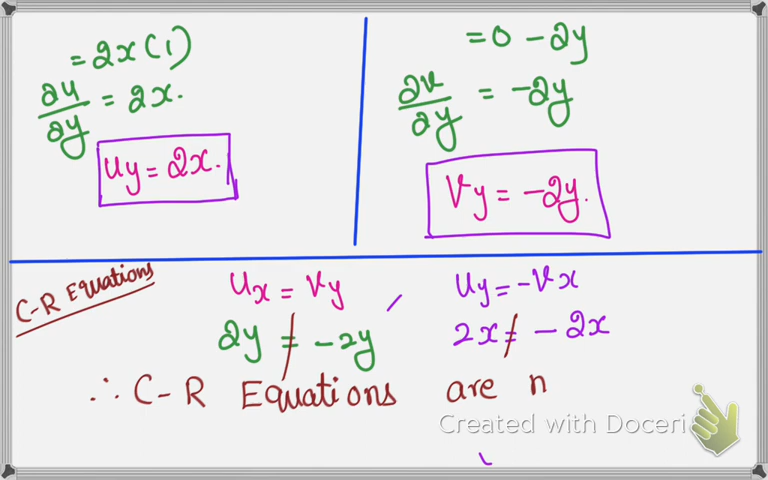 = 2x(1)
∂u/∂y = 2x.
uy = 2x.
= 0 - 2y
∂v/∂y = -2y
Vy = -2y.
C-R Equations
ux = vy
uy = -vx
2y ≠ -2y
2x ≠ -2x
∴ C-R Equations are n
Created with Doceri